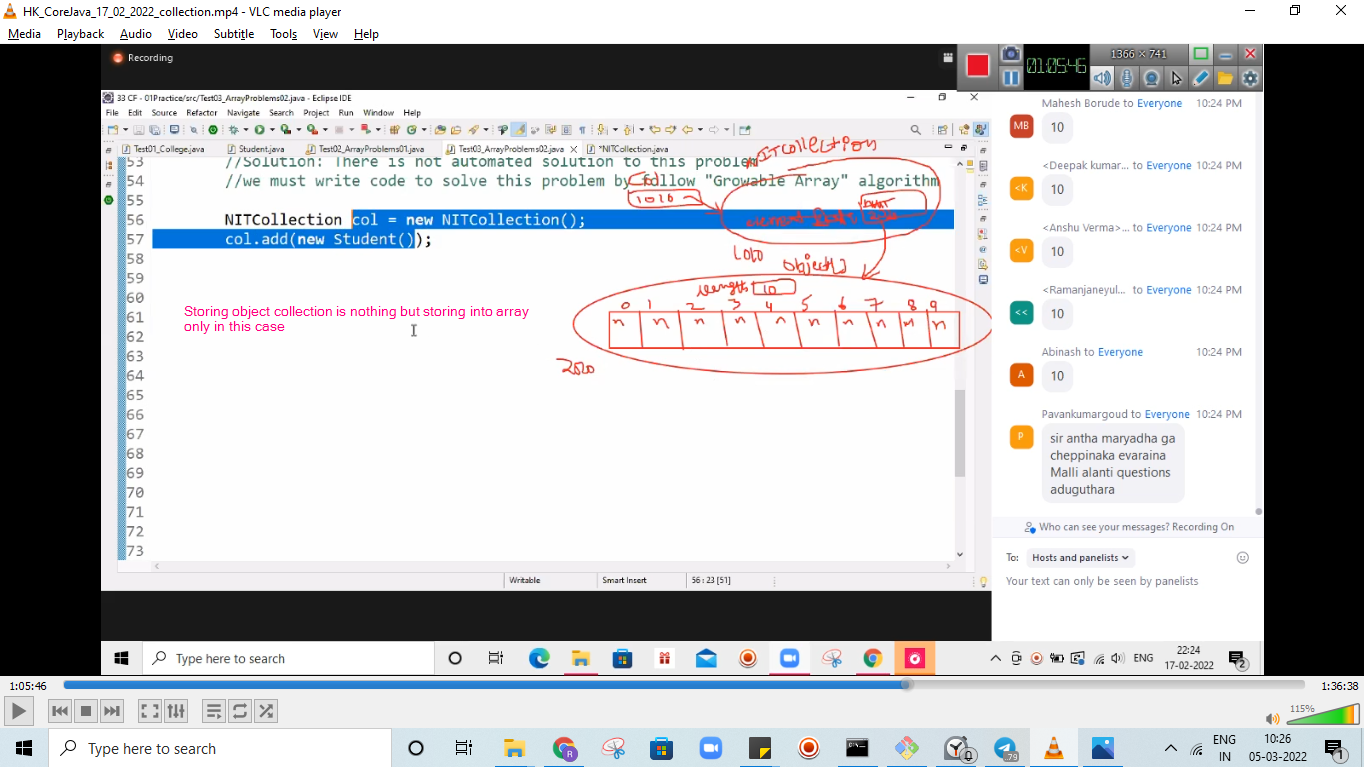 HK_CoreJava_17_02_2022_collection.mp4 - VLC media player
Media Playback Audio Video Subtitle Tools View Help
Recording
01:05:46
1366 × 741
33 CF - 01Practice/src/Test03_ArrayProblems02.java - Eclipse IDE
File Edit Source Refactor Navigate Search Project Run Window Help
Test01_College.java Student.java Test02_ArrayProblems01.java Test03_ArrayProblems02.java *NITCollection.java
53 //Solution: There is not automated solution to this problem
54 //we must write code to solve this problem by follow "Growable Array" algorithm
55
56 NITCollection col = new NITCollection();
57 col.add(new Student());
58
59
60
61
62
63
64
65
66
67
68
69
70
71
72
73
NITCollection
1010
1010
object[]
length 10
0 1 2 3 4 5 6 7 8 9
n n n n n n n n n n
2020
Storing object collection is nothing but storing into array
only in this case
Writable Smart Insert 56 : 23 [51]
Mahesh Borude to Everyone 10:24 PM
MB
10
<Deepak kumar... 10:24 PM
<K
10
<Anshu Verma>... 10:24 PM
<V
10
<Ramanjaneyul... 10:24 PM
<<
10
Abinash to Everyone 10:24 PM
A
10
Pavankumargoud to Everyone 10:24 PM
P
sir antha maryadha ga
cheppinaka evaraina
Malli alanti questions
aduguthara
Who can see your messages? Recording On
To: Hosts and panelists
Your text can only be seen by panelists
Type here to search
ENG
22:24
17-02-2022
2
1:05:46
1:36:38
115%
Type here to search
R
79
ENG
IN
10:26
05-03-2022
1